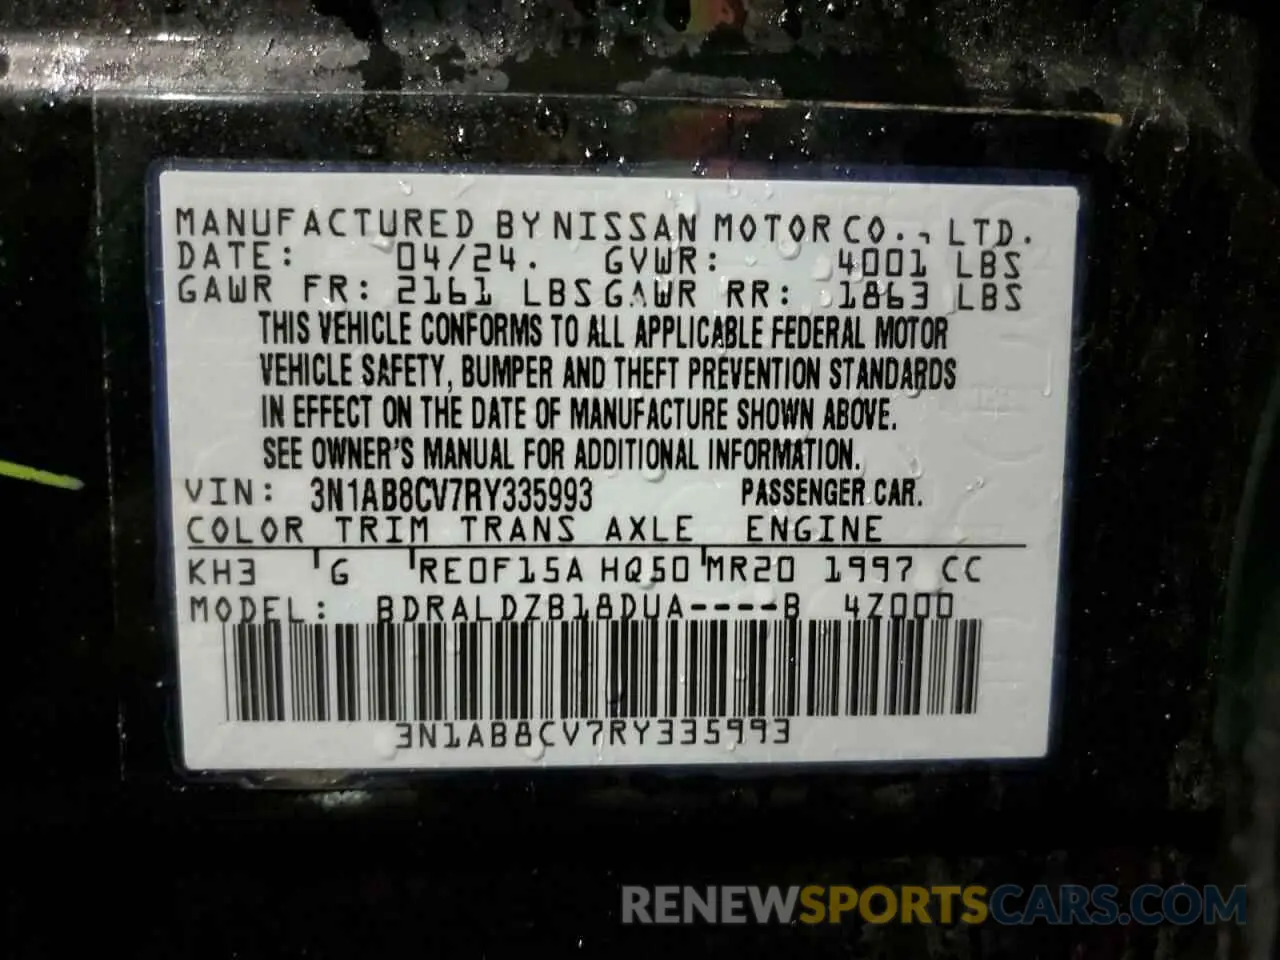 MANUFACTURED BY NISSAN MOTOR CO., LTD.
DATE: 04/24. GVWR: 4001 LBS
GAWR FR: 2161 LBS GAWR RR: 1863 LBS
THIS VEHICLE CONFORMS TO ALL APPLICABLE FEDERAL MOTOR
VEHICLE SAFETY, BUMPER AND THEFT PREVENTION STANDARDS
IN EFFECT ON THE DATE OF MANUFACTURE SHOWN ABOVE.
SEE OWNER'S MANUAL FOR ADDITIONAL INFORMATION.
VIN: 3N1AB8CV7RY335993 PASSENGER CAR.
COLOR TRIM TRANS AXLE ENGINE
KH3 G RE0F15A HQ50 MR20 1997 CC
MODEL: BDRALDZB18DUA----B 4Z000
3N1AB8CV7RY335993
RENEWSPORTSCARS.COM